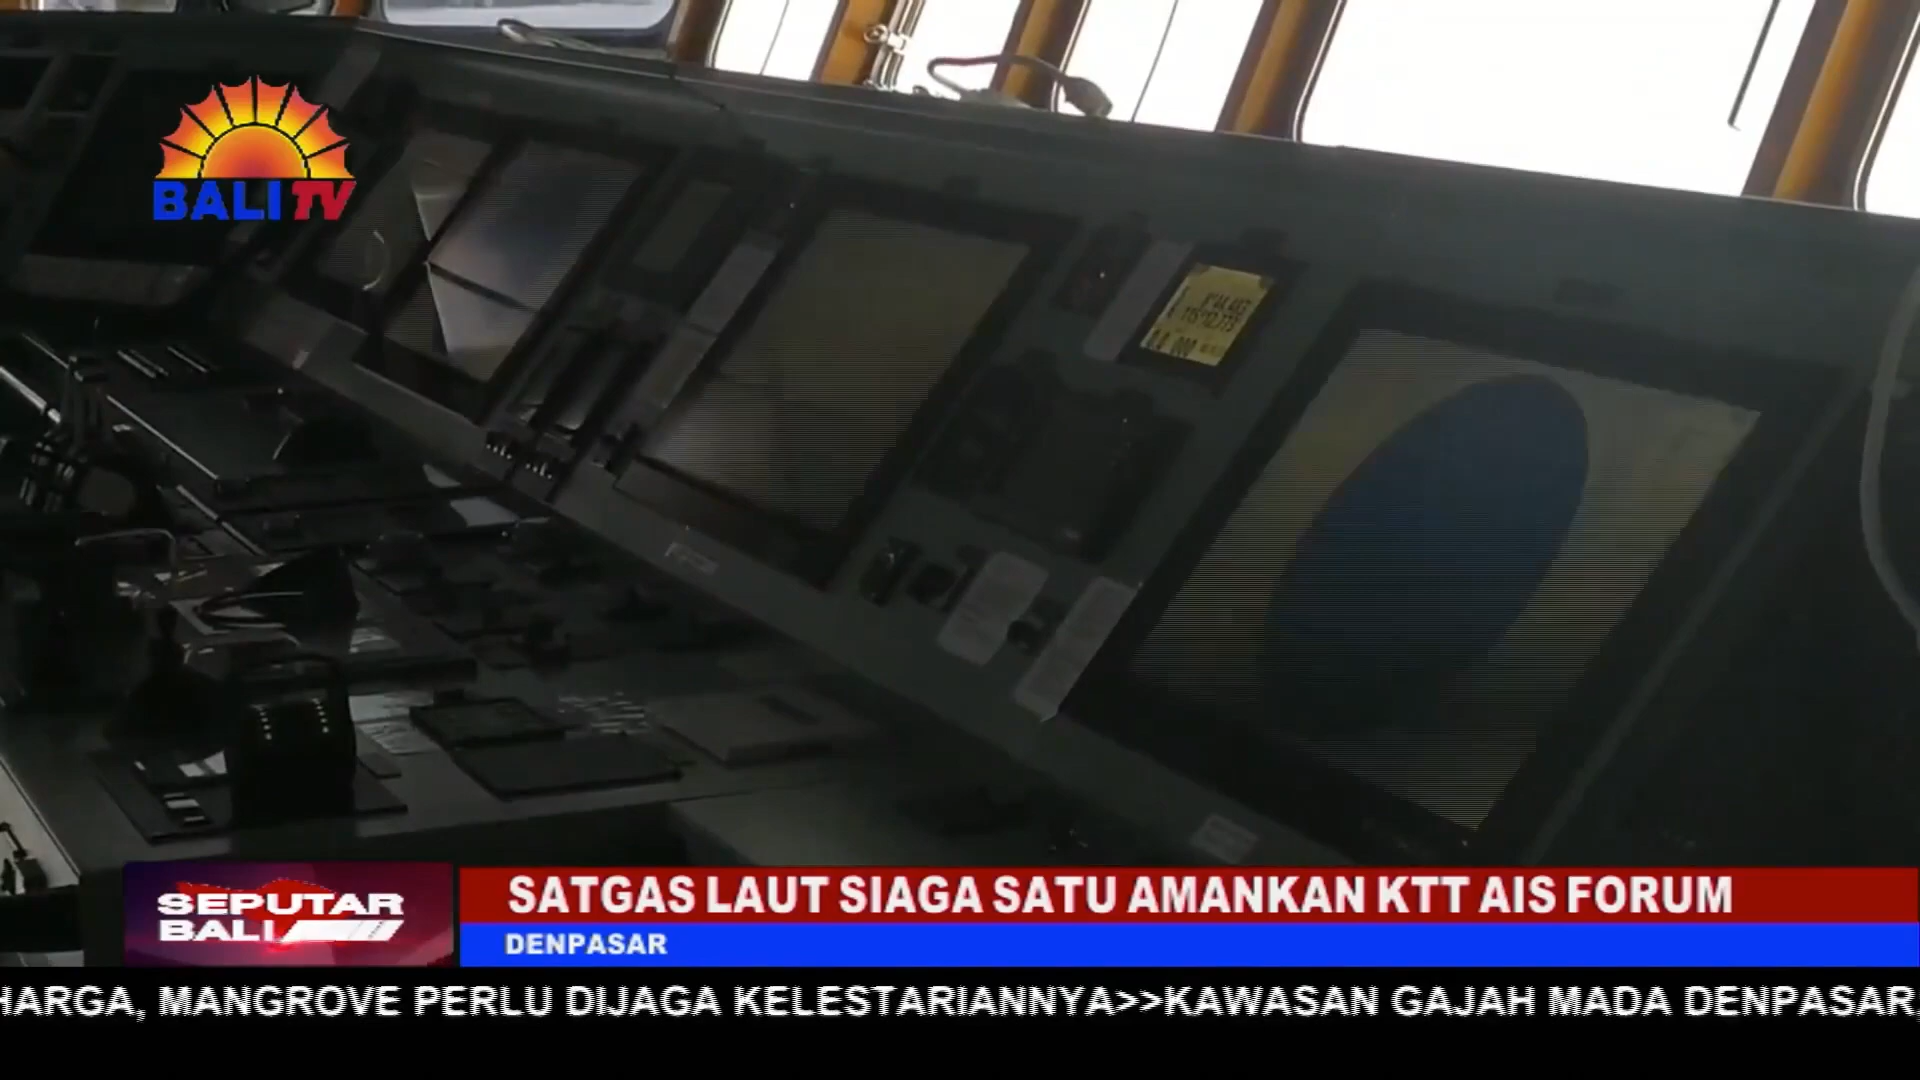 BALI TV
SATGAS LAUT SIAGA SATU AMANKAN KTT AIS FORUM
SEPUTAR
BALI
DENPASAR
HARGA, MANGROVE PERLU DIJAGA KELESTARIANNYA>>KAWASAN GAJAH MADA DENPASAR,